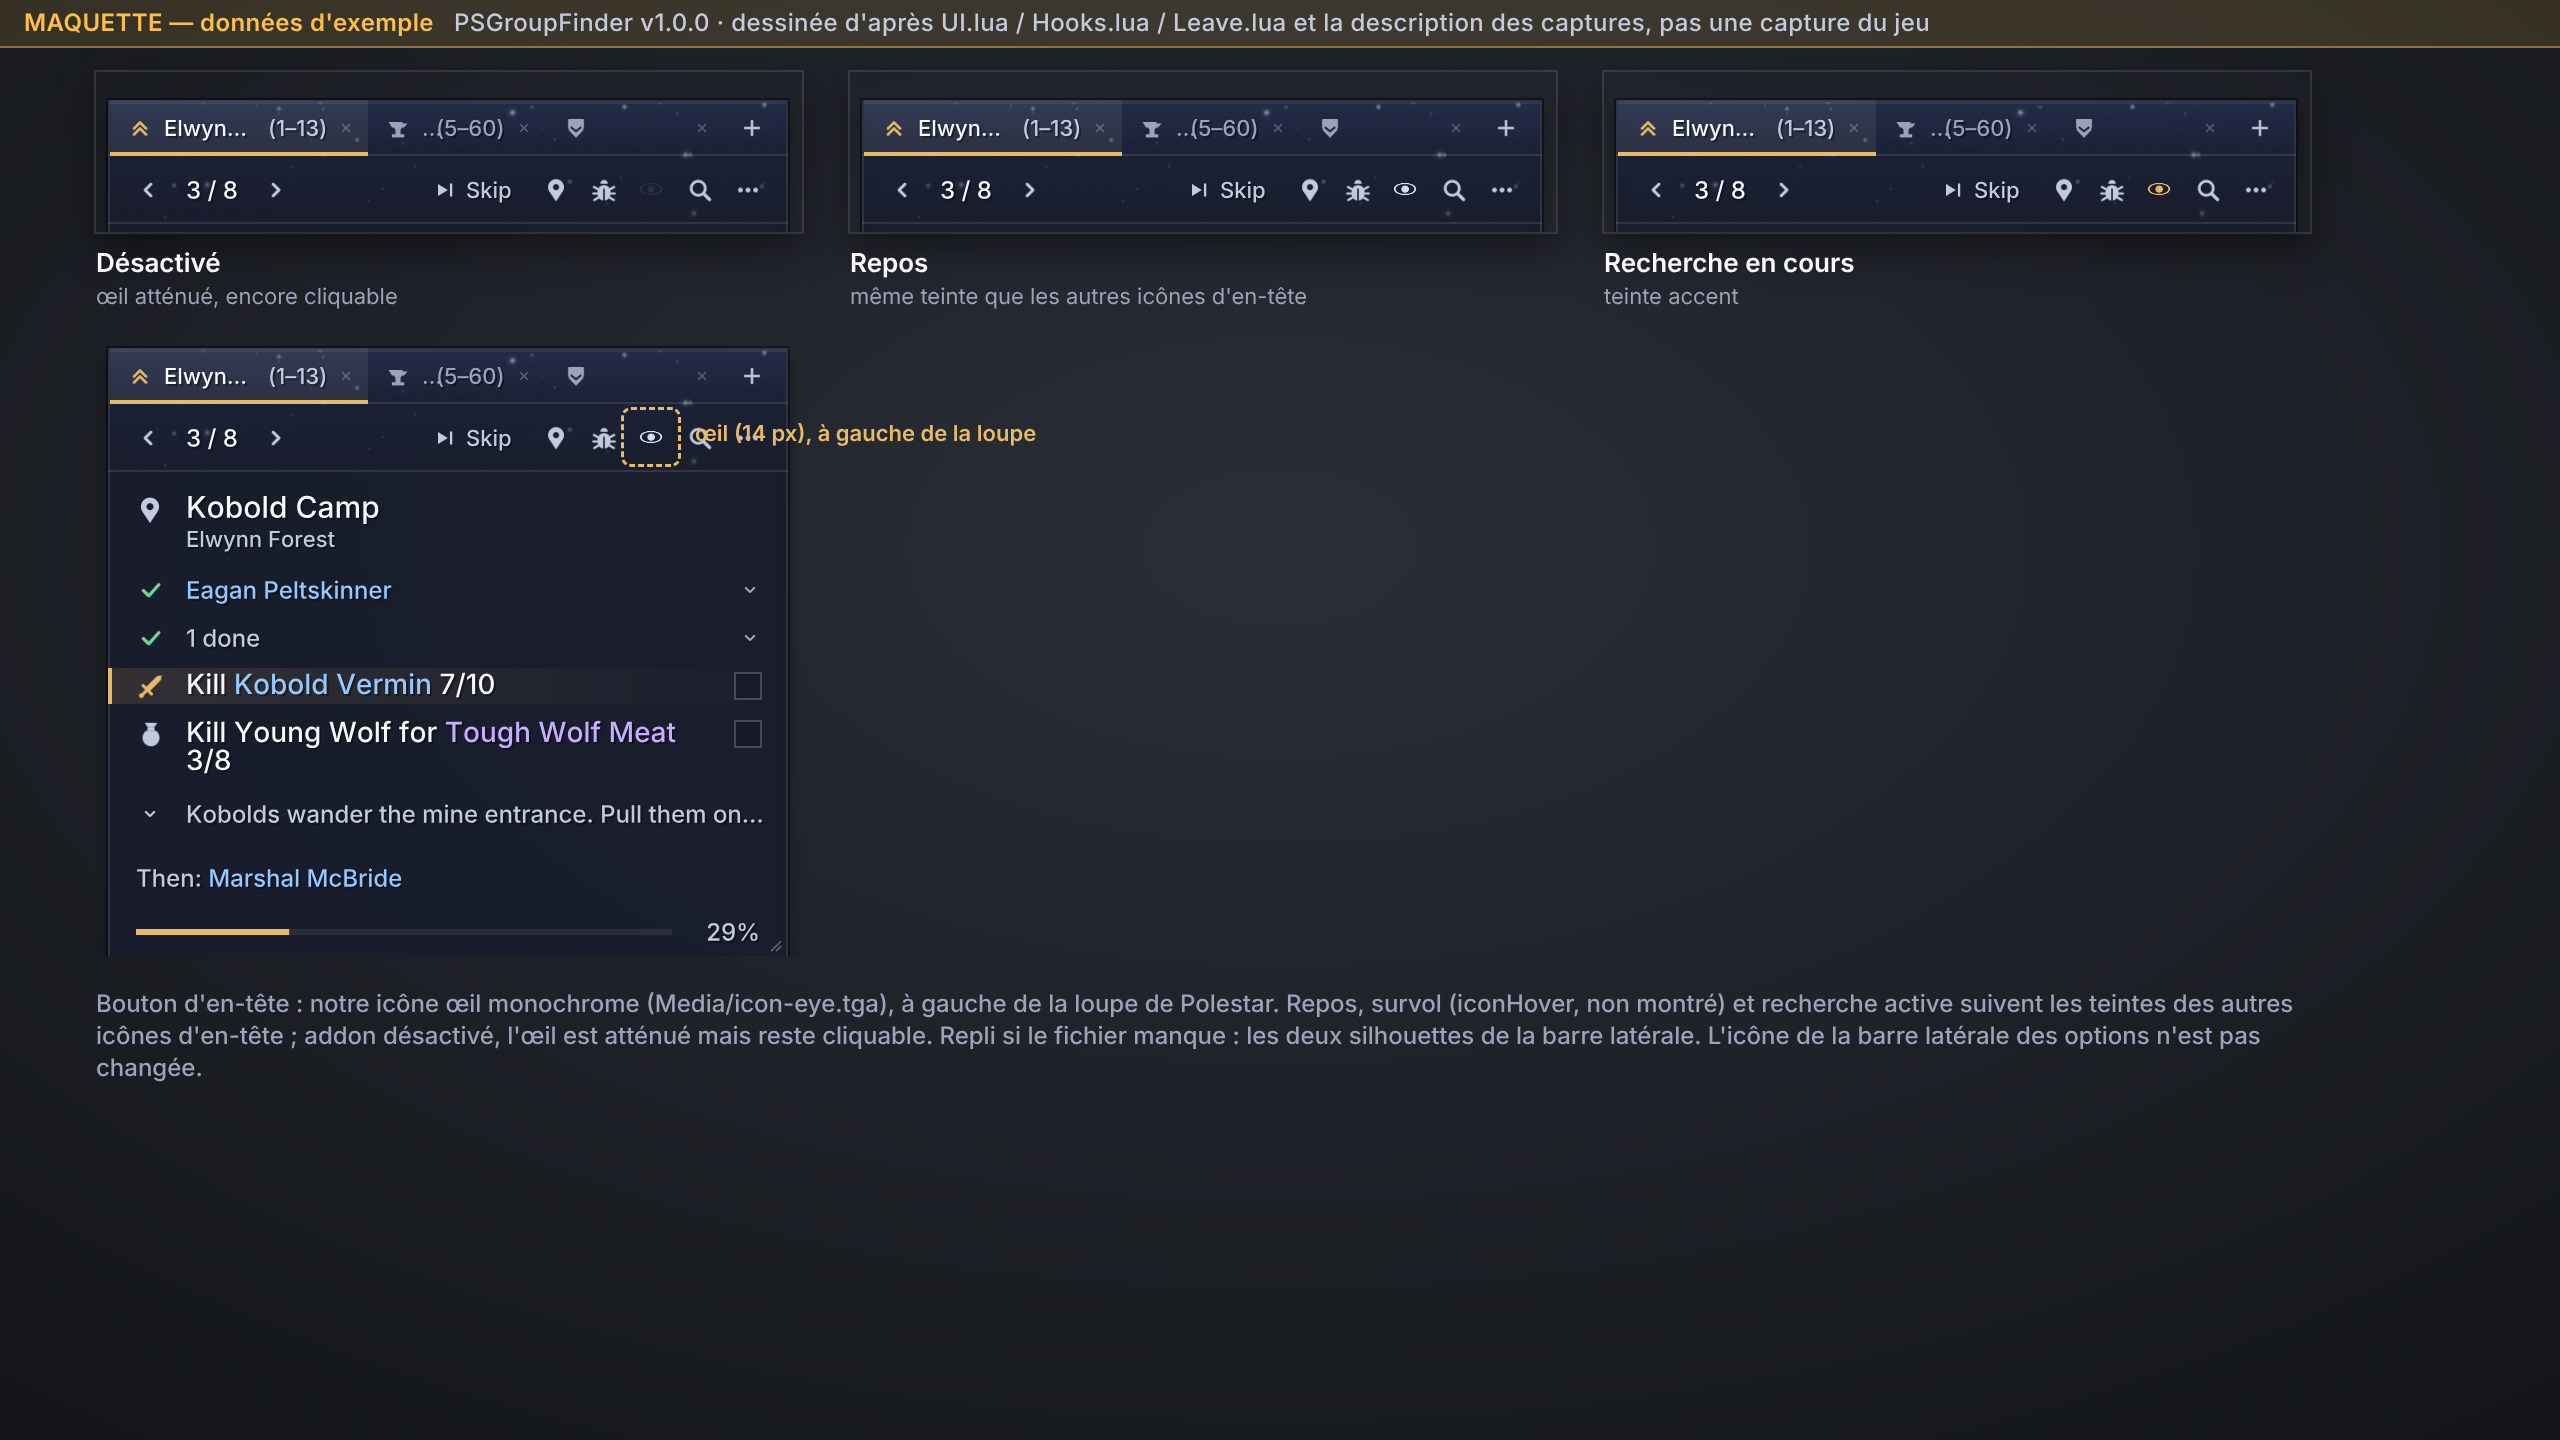 MAQUETTE — données d'exemple PSGroupFinder v1.0.0 · dessinée d'après UI.lua / Hooks.lua / Leave.lua et la description des captures, pas une capture du jeu
Elwyn... (1–13) × ...(5–60) × × +
3 / 8 Skip
Désactivé
œil atténué, encore cliquable
Elwyn... (1–13) × ...(5–60) × × +
3 / 8 Skip
Repos
même teinte que les autres icônes d'en-tête
Elwyn... (1–13) × ...(5–60) × × +
3 / 8 Skip
Recherche en cours
teinte accent
Elwyn... (1–13) × ...(5–60) × × +
3 / 8 Skip
œil (14 px), à gauche de la loupe
Kobold Camp
Elwynn Forest
Eagan Peltskinner
1 done
Kill Kobold Vermin 7/10
Kill Young Wolf for Tough Wolf Meat
3/8
Kobolds wander the mine entrance. Pull them on...
Then: Marshal McBride
29%
Bouton d'en-tête : notre icône œil monochrome (Media/icon-eye.tga), à gauche de la loupe de Polestar. Repos, survol (iconHover, non montré) et recherche active suivent les teintes des autres
icônes d'en-tête ; addon désactivé, l'œil est atténué mais reste cliquable. Repli si le fichier manque : les deux silhouettes de la barre latérale. L'icône de la barre latérale des options n'est pas
changée.